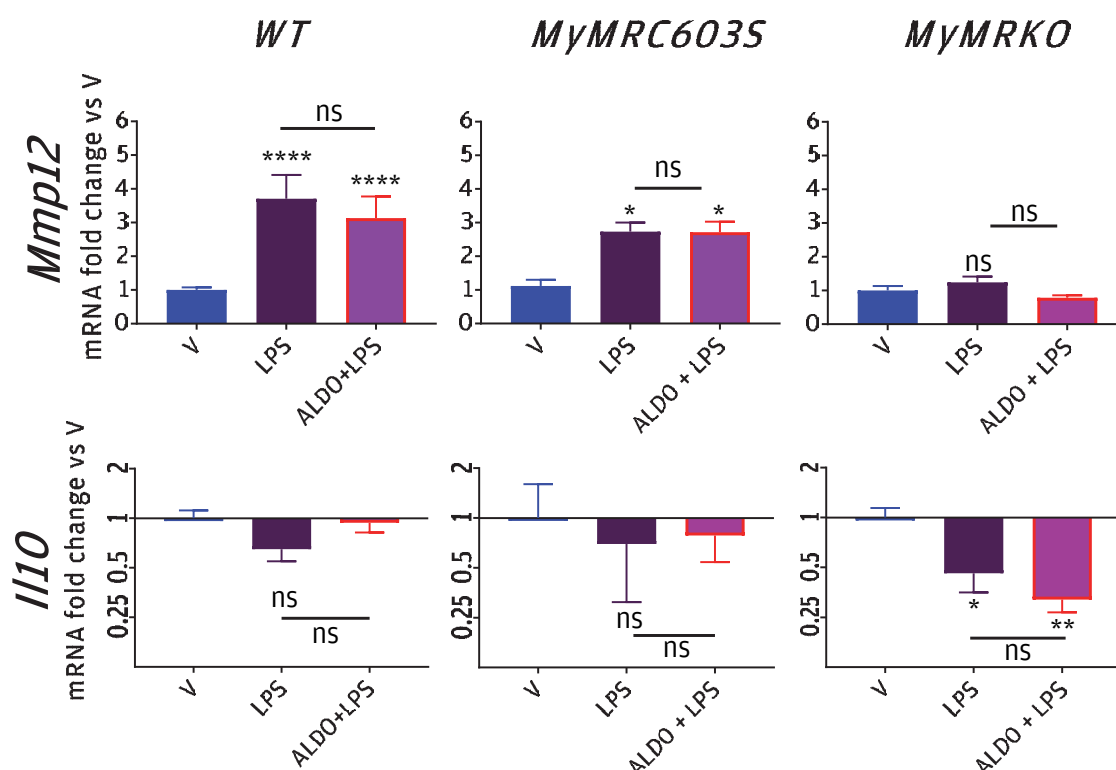 WT MyMRC603S MyMRKO
Mmp12
mRNA fold change vs V
6
5
4
3
2
1
0
ns
****
****
V
LPS
ALDO+LPS
6
5
4
3
2
1
0
ns
*
*
V
LPS
ALDO + LPS
6
5
4
3
2
1
0
ns
ns
V
LPS
ALDO + LPS
Il10
mRNA fold change vs V
2
1
0.5
0.25
ns
ns
V
LPS
ALDO+LPS
2
1
0.5
0.25
ns
ns
V
LPS
ALDO + LPS
2
1
0.5
0.25
*
**
ns
V
LPS
ALDO + LPS